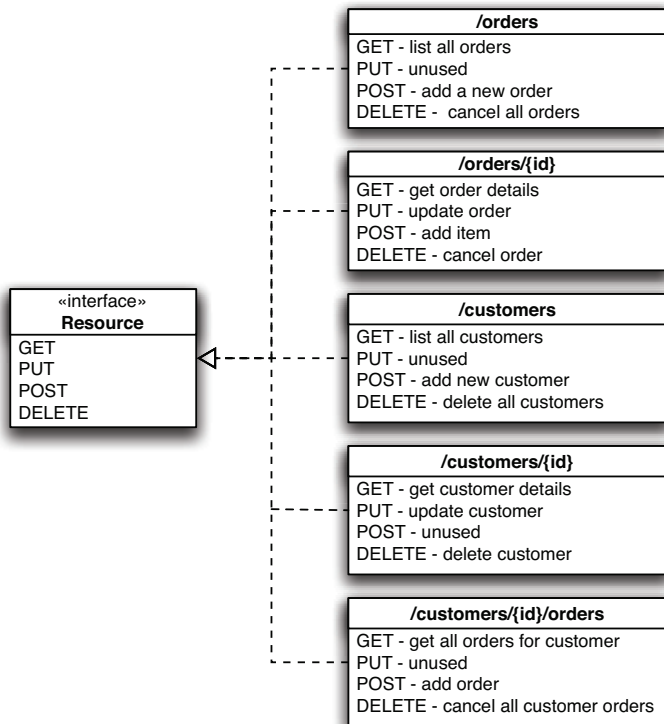 /orders
GET - list all orders
PUT - unused
POST - add a new order
DELETE -  cancel all orders
/orders/{id}
GET - get order details
PUT - update order
POST - add item
DELETE - cancel order
«interface»
Resource
GET
PUT
POST
DELETE
/customers
GET - list all customers
PUT - unused
POST - add new customer
DELETE - delete all customers
/customers/{id}
GET - get customer details
PUT - update customer
POST - unused
DELETE - delete customer
/customers/{id}/orders
GET - get all orders for customer
PUT - unused
POST - add order
DELETE - cancel all customer orders